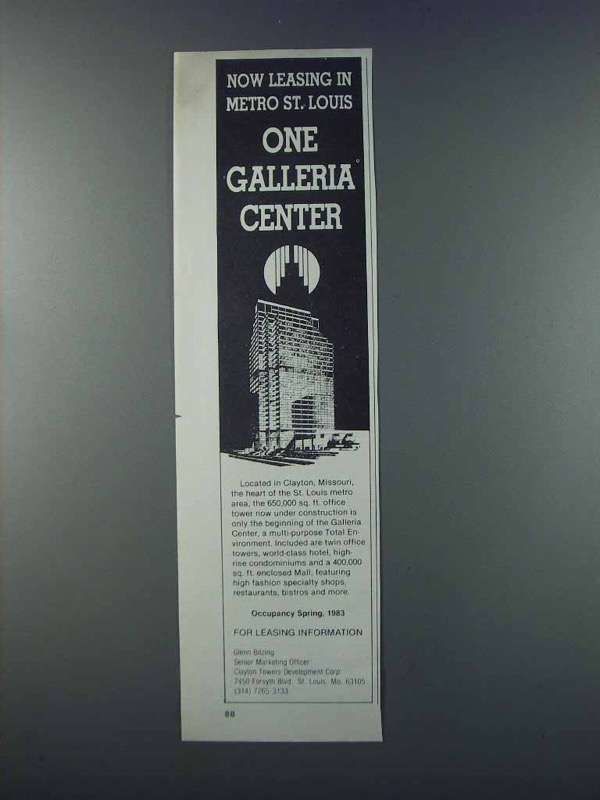 NOW LEASING IN
METRO ST. LOUIS
ONE
GALLERIA
CENTER
Located in Clayton, Missouri,
the heart of the St. Louis metro
area, the 650,000 sq. ft. office
tower now under construction is
only the beginning of the Galleria
Center, a multi-purpose Total En-
vironment. Included are twin office
towers, world-class hotel, high-
rise condominiums and a 400,000
sq. ft. enclosed Mall, featuring
high fashion specialty shops,
restaurants, bistros and more.
Occupancy Spring, 1983
FOR LEASING INFORMATION
Glenn
Senior Marketing Officer
Clayton Towers Development Corp.
7450 Forsyth Blvd. St. Louis, Mo. 63105
(314) 3133
88